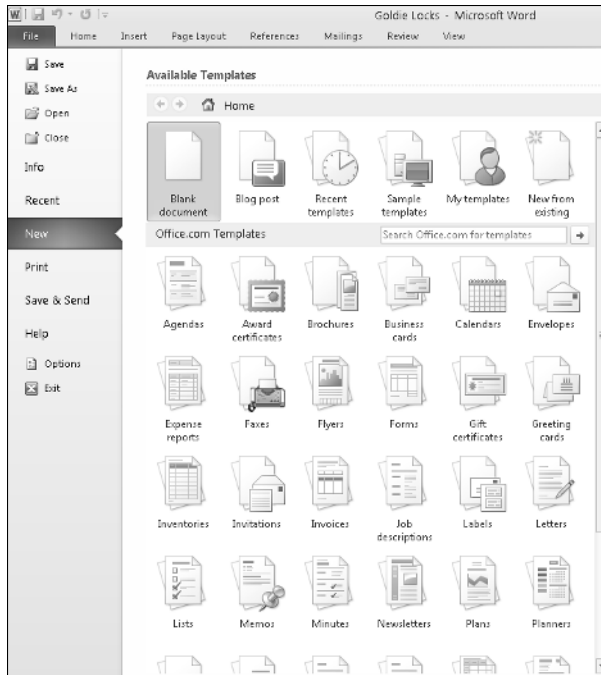 W
Goldie Locks - Microsoft Word
File Home Insert Page Layout References Mailings Review View
Save
Save As
Open
Close
Info
Recent
New
Print
Save & Send
Help
Options
Exit
Available Templates
Home
Blank document
Blog post
Recent templates
Sample templates
My templates
New from existing
Office.com Templates
Search Office.com for templates
Agendas
Award certificates
Brochures
Business cards
Calendars
Envelopes
Expense reports
Faxes
Flyers
Forms
Gift certificates
Greeting cards
Inventories
Invitations
Invoices
Job descriptions
Labels
Letters
Lists
Memos
Minutes
Newsletters
Plans
Planners